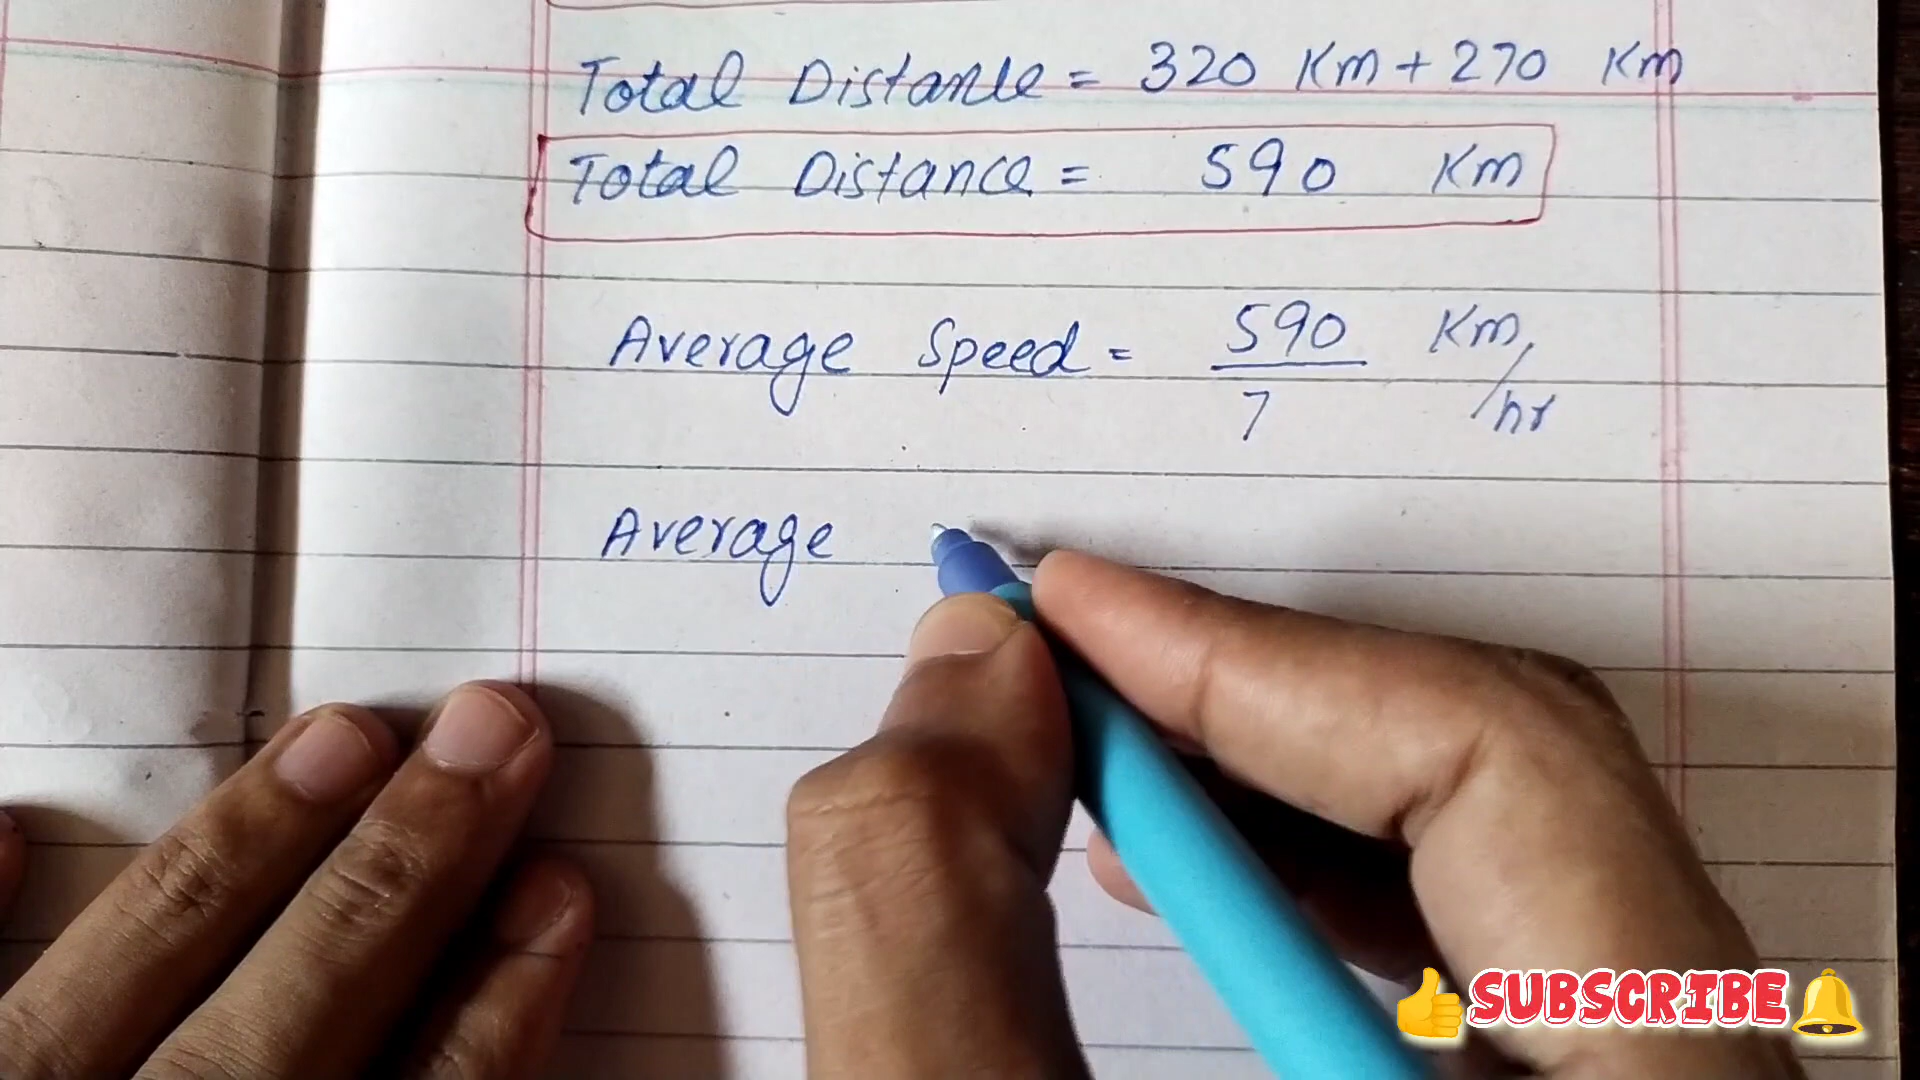 Total Distance = 320 Km + 270 Km
Total Distance = 590 Km
Average Speed = 590/7 Km/hr
Average
👍SUBSCRIBE🔔